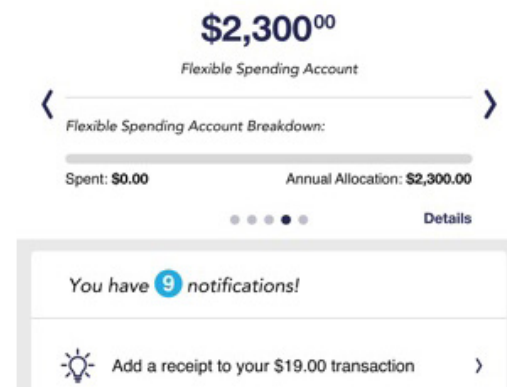 $2,300⁰⁰
Flexible Spending Account
Flexible Spending Account Breakdown:
Spent: $0.00 Annual Allocation: $2,300.00
Details
You have 9 notifications!
Add a receipt to your $19.00 transaction